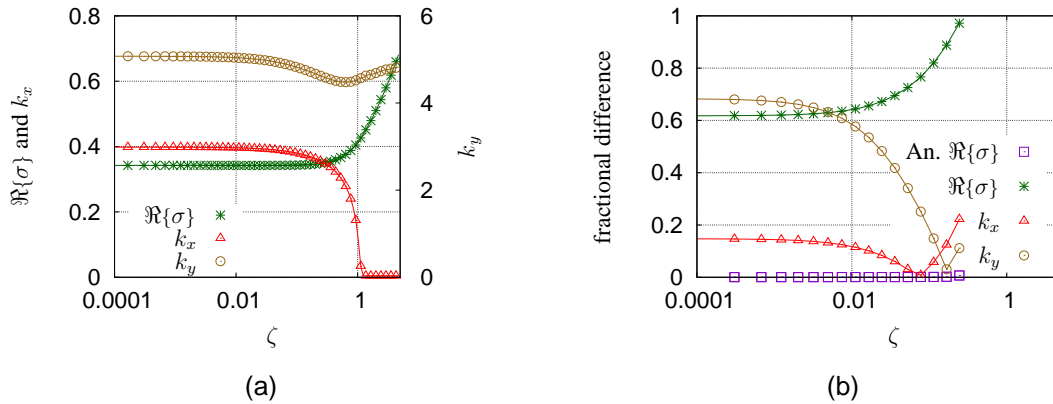 0.8
0.6
0.4
0.2
0
ℜ{σ} and k_x
6
4
2
0
k_y
0.0001
0.01
1
ζ
ℜ{σ}
k_x
k_y
(a)
1
0.8
0.6
0.4
0.2
0
fractional difference
0.0001
0.01
1
ζ
An. ℜ{σ}
ℜ{σ}
k_x
k_y
(b)